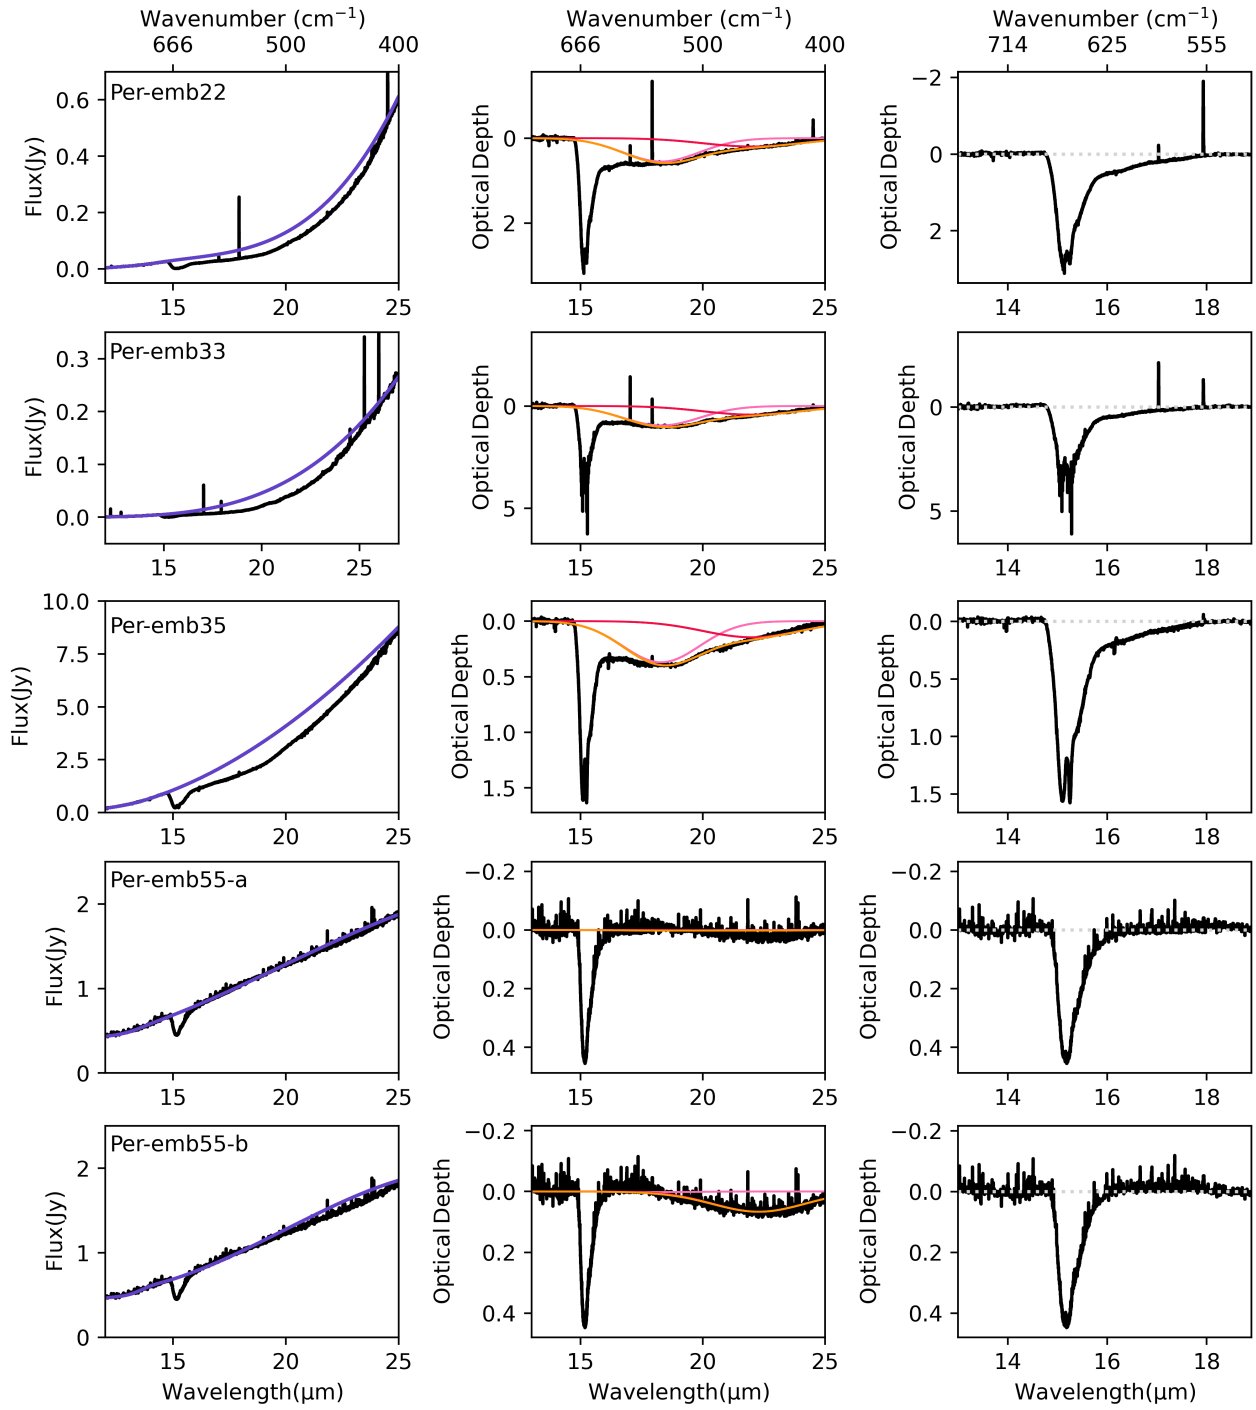 Wavenumber (cm⁻¹) Wavenumber (cm⁻¹) Wavenumber (cm⁻¹)
666 500 400 666 500 400 714 625 555
Per-emb22
Flux(Jy)
0.6
0.4
0.2
0.0
15 20 25
Optical Depth
0
2
15 20 25
Optical Depth
−2
0
2
14 16 18
Per-emb33
Flux(Jy)
0.3
0.2
0.1
0.0
15 20 25
Optical Depth
0
5
15 20 25
Optical Depth
0
5
14 16 18
Per-emb35
Flux(Jy)
10.0
7.5
5.0
2.5
0.0
15 20 25
Optical Depth
0.0
0.5
1.0
1.5
15 20 25
Optical Depth
0.0
0.5
1.0
1.5
14 16 18
Per-emb55-a
Flux(Jy)
2
1
0
15 20 25
Optical Depth
−0.2
0.0
0.2
0.4
15 20 25
Optical Depth
−0.2
0.0
0.2
0.4
14 16 18
Per-emb55-b
Flux(Jy)
2
1
0
15 20 25
Optical Depth
−0.2
0.0
0.2
0.4
15 20 25
Optical Depth
−0.2
0.0
0.2
0.4
14 16 18
Wavelength(μm) Wavelength(μm) Wavelength(μm)